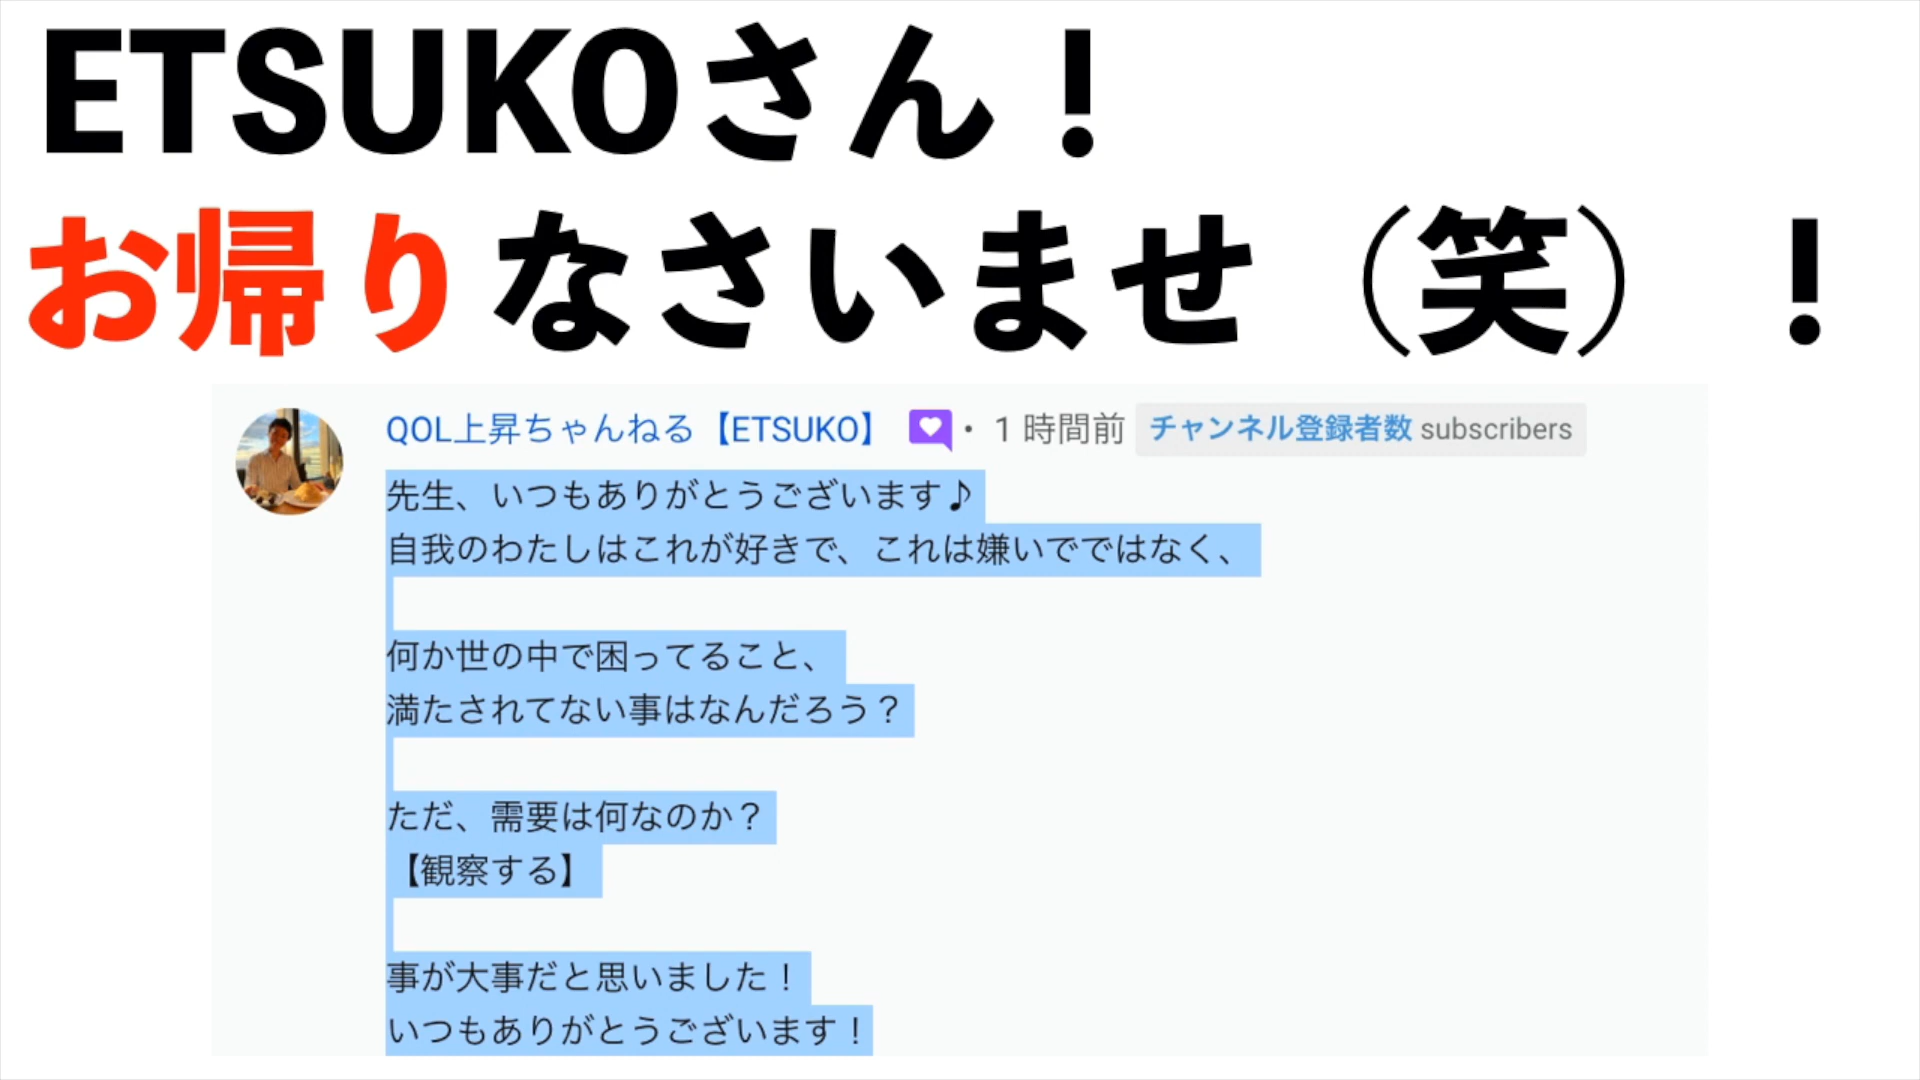 ETSUKOさん！
お帰りなさいませ（笑）！
QOL上昇ちゃんねる【ETSUKO】 • 1 時間前 チャンネル登録者数 subscribers
先生、いつもありがとうございます♪
自我のわたしはこれが好きで、これは嫌いでではなく、
何か世の中で困ってること、
満たされてない事はなんだろう？
ただ、需要は何なのか？
【観察する】
事が大事だと思いました！
いつもありがとうございます！